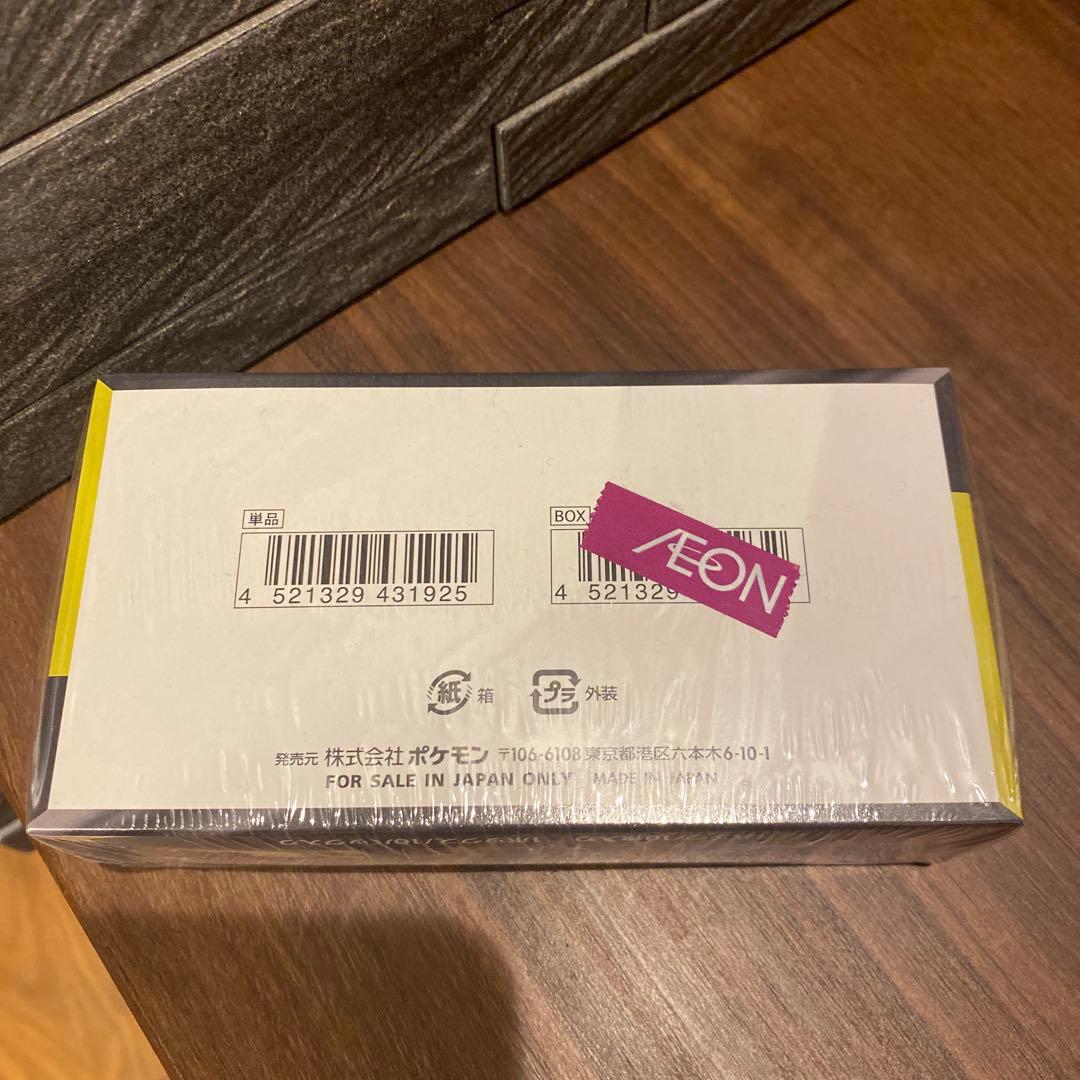 単品
4 521329 431925
BOX
4 521329
ÆON
紙 箱
プラ 外装
発売元 株式会社 ポケモン 〒106-6108 東京都港区六本木6-10-1
FOR SALE IN JAPAN ONLY MADE IN JAPAN